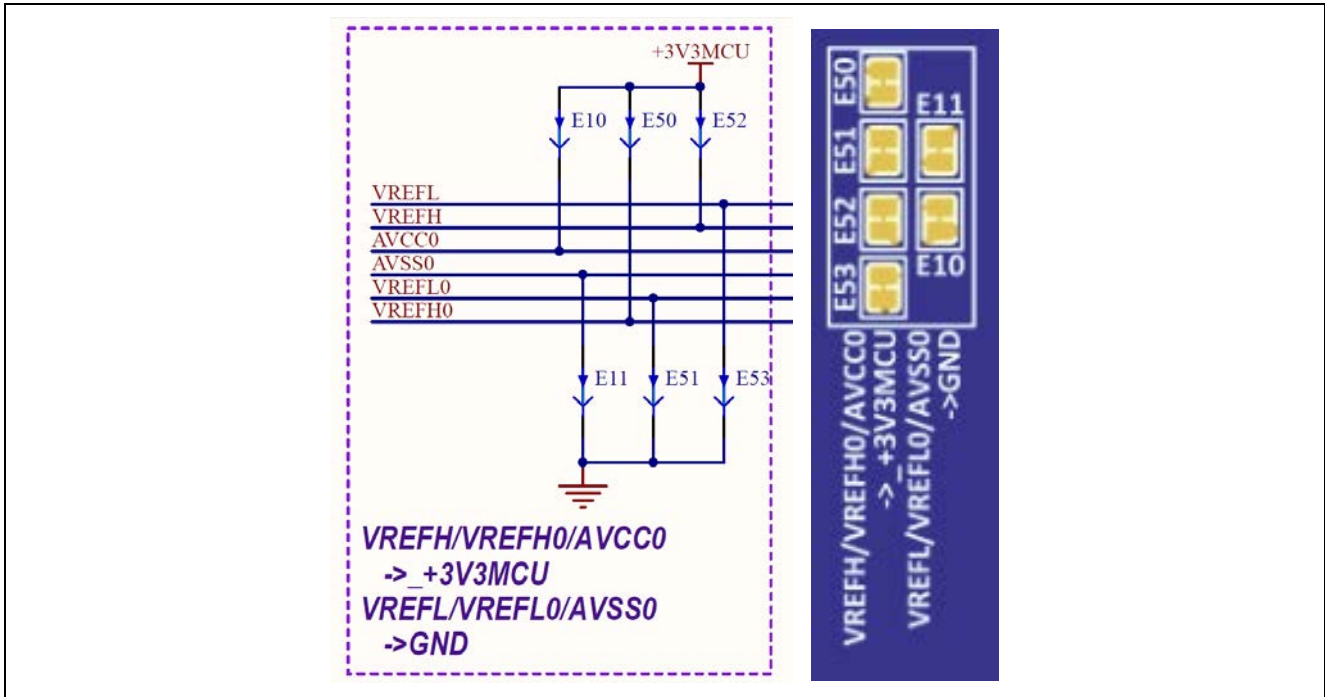 +3V3MCU
E10 E50 E52
VREFL
VREFH
AVCC0
AVSS0
VREFL0
VREFH0
E11 E51 E53
VREFH/VREFH0/AVCC0
->_+3V3MCU
VREFL/VREFL0/AVSS0
->GND
E50
E11
E51
E52
E10
E53
VREFH/VREFH0/AVCC0
->_+3V3MCU
VREFL/VREFL0/AVSS0
->GND